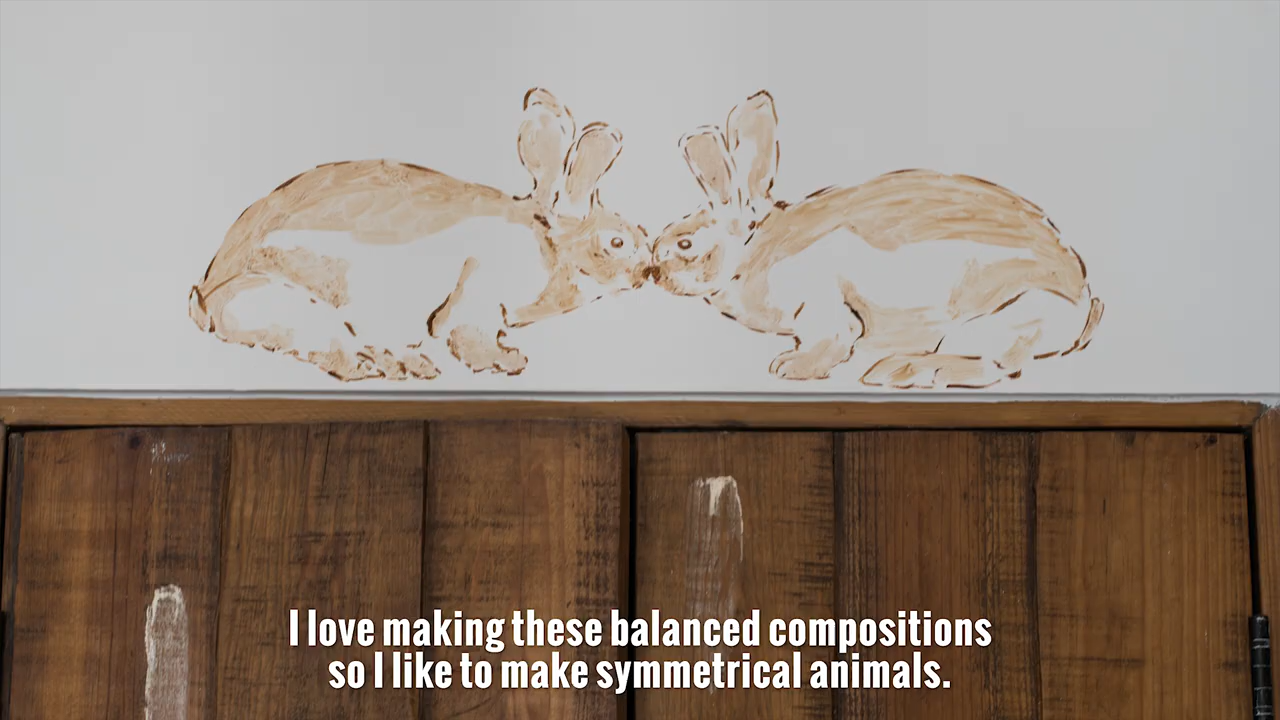 I love making these balanced compositions
so I like to make symmetrical animals.